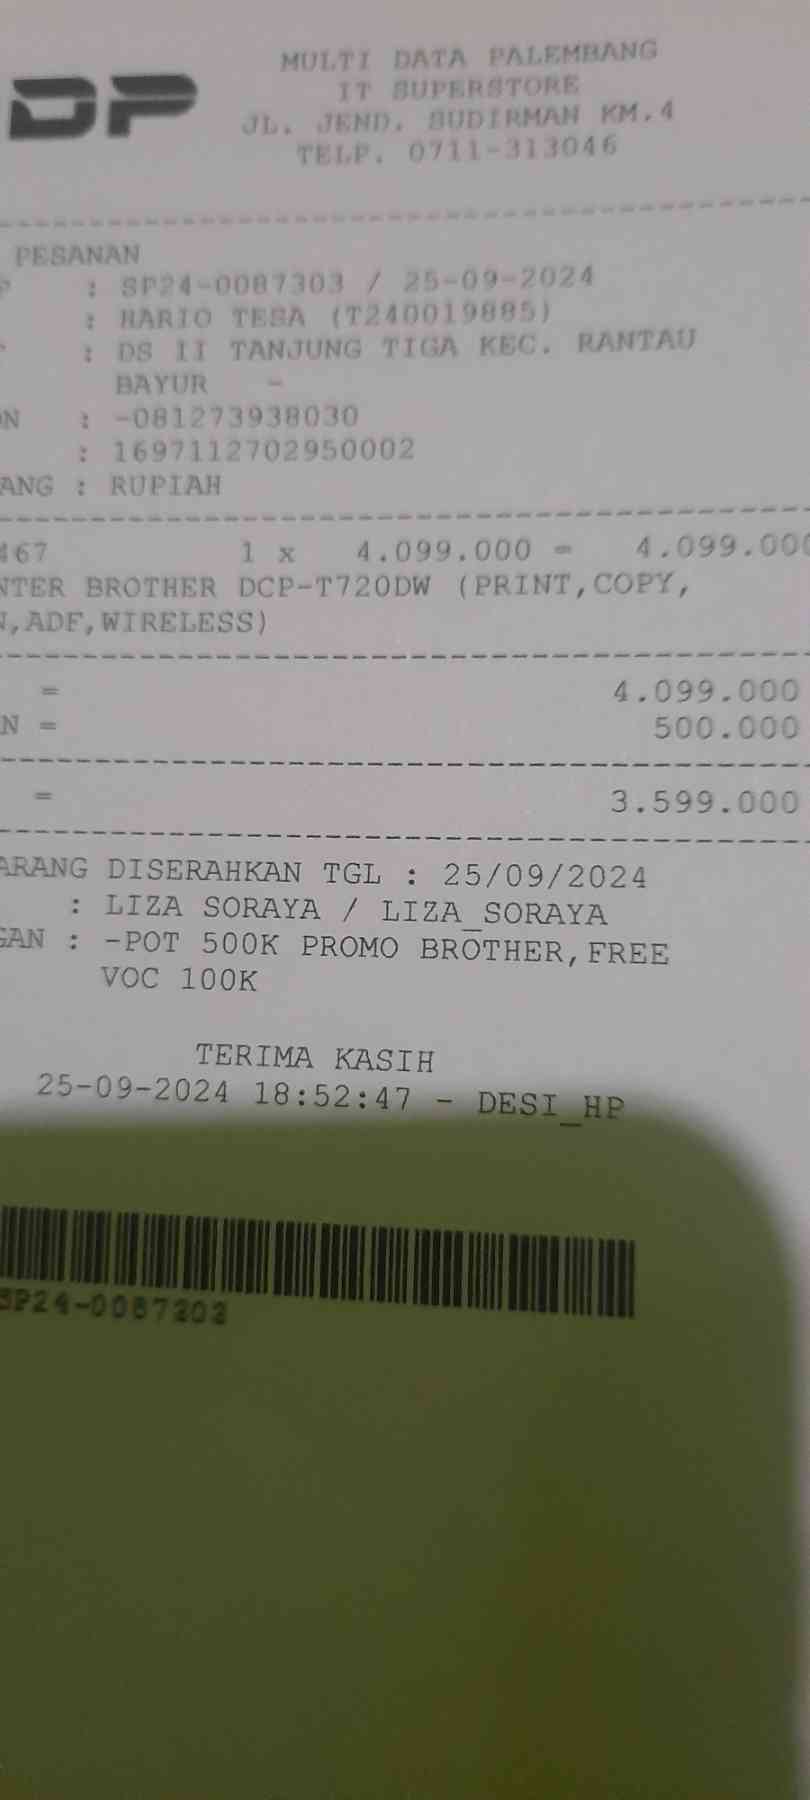 DP
MULTI DATA PALEMBANG
IT SUPERSTORE
JL. JEND. SUDIRMAN KM.4
TELP. 0711-313046
PESANAN
P : SP24-0087303 / 25-09-2024
: HARIO TESA (T240019885)
: DS II TANJUNG TIGA KEC. RANTAU
BAYUR -
ON : -081273938030
: 1697112702950002
ANG : RUPIAH
467 1 x 4.099.000 = 4.099.000
NTER BROTHER DCP-T720DW (PRINT,COPY,
N,ADF,WIRELESS)
= 4.099.000
N = 500.000
= 3.599.000
ARANG DISERAHKAN TGL : 25/09/2024
: LIZA SORAYA / LIZA_SORAYA
GAN : -POT 500K PROMO BROTHER,FREE
VOC 100K
TERIMA KASIH
25-09-2024 18:52:47 - DESI_HP
SP24-0087303